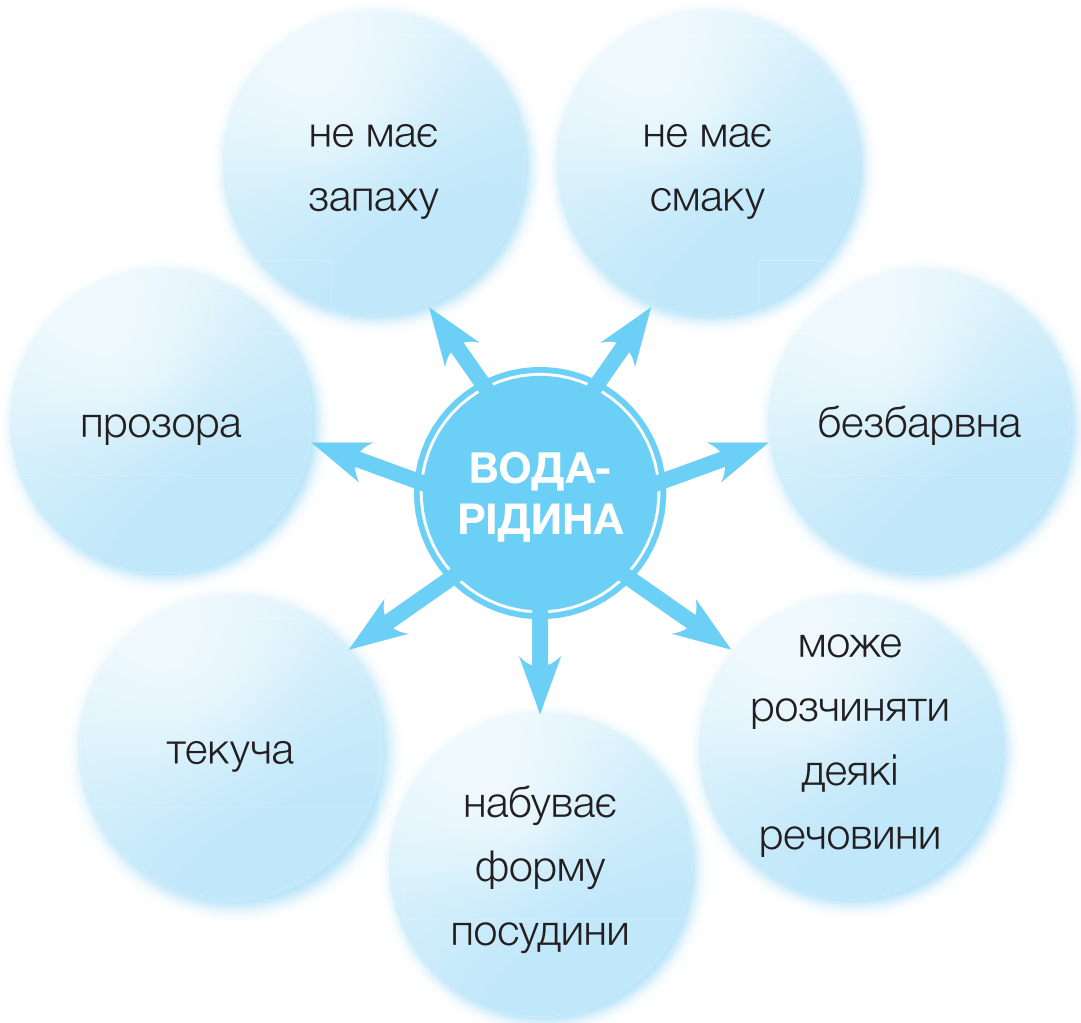 не має
запаху
не має
смаку
прозора
безбарвна
ВОДА-
РІДИНА
текуча
може
розчиняти
деякі
речовини
набуває
форму
посудини